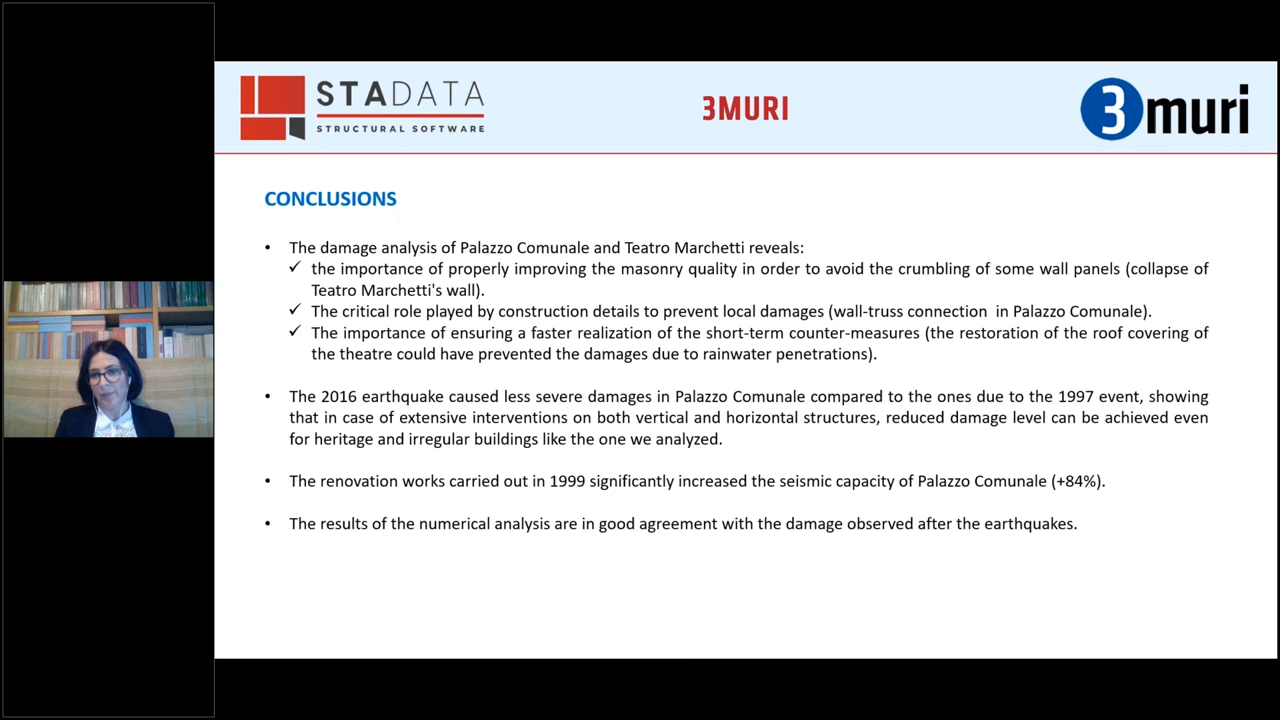 STADATA
STRUCTURAL SOFTWARE
3MURI
3muri
CONCLUSIONS
• The damage analysis of Palazzo Comunale and Teatro Marchetti reveals:
✓ the importance of properly improving the masonry quality in order to avoid the crumbling of some wall panels (collapse of
Teatro Marchetti's wall).
✓ The critical role played by construction details to prevent local damages (wall-truss connection in Palazzo Comunale).
✓ The importance of ensuring a faster realization of the short-term counter-measures (the restoration of the roof covering of
the theatre could have prevented the damages due to rainwater penetrations).
• The 2016 earthquake caused less severe damages in Palazzo Comunale compared to the ones due to the 1997 event, showing
that in case of extensive interventions on both vertical and horizontal structures, reduced damage level can be achieved even
for heritage and irregular buildings like the one we analyzed.
• The renovation works carried out in 1999 significantly increased the seismic capacity of Palazzo Comunale (+84%).
• The results of the numerical analysis are in good agreement with the damage observed after the earthquakes.